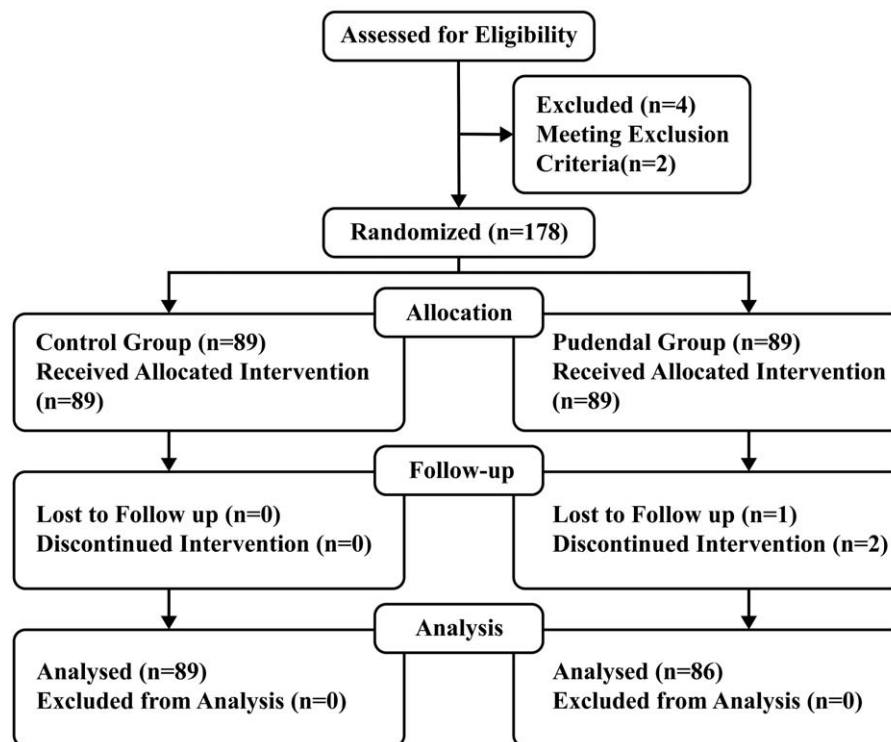 Assessed for Eligibility
Excluded (n=4)
Meeting Exclusion
Criteria(n=2)
Randomized (n=178)
Allocation
Control Group (n=89)
Received Allocated Intervention
(n=89)
Pudendal Group (n=89)
Received Allocated Intervention
(n=89)
Follow-up
Lost to Follow up (n=0)
Discontinued Intervention (n=0)
Lost to Follow up (n=1)
Discontinued Intervention (n=2)
Analysis
Analysed (n=89)
Excluded from Analysis (n=0)
Analysed (n=86)
Excluded from Analysis (n=0)